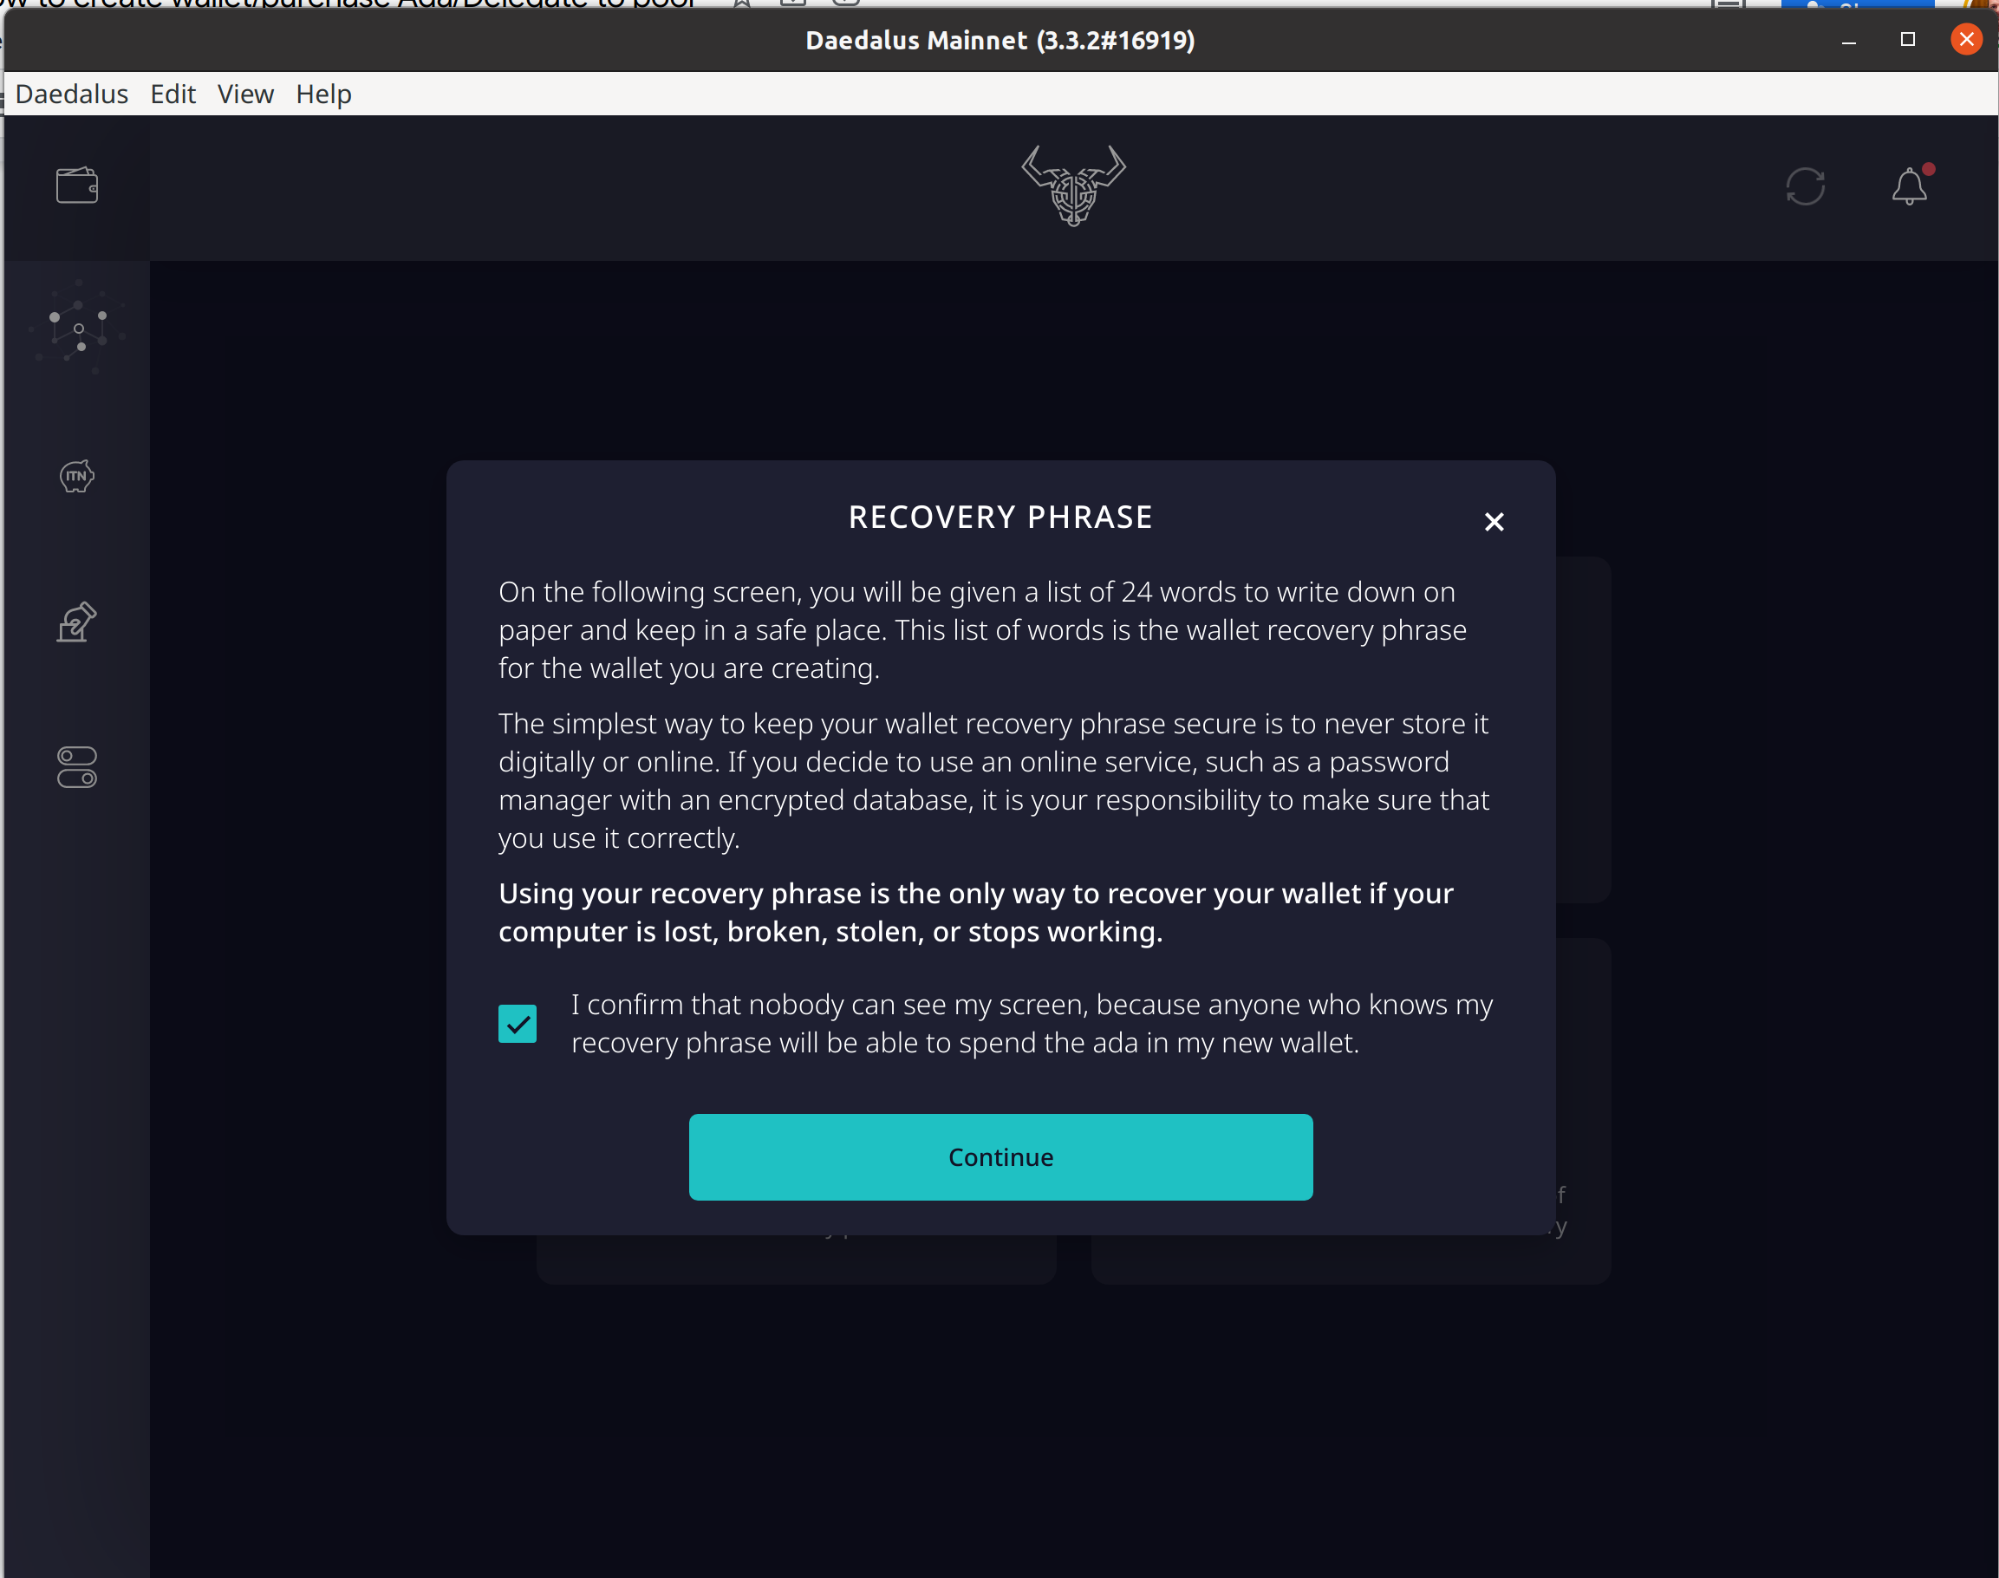 to create wallet/purchase Ada/Delegate to pool
Daedalus Mainnet (3.3.2#16919)
Daedalus Edit View Help
ITN
RECOVERY PHRASE
On the following screen, you will be given a list of 24 words to write down on
paper and keep in a safe place. This list of words is the wallet recovery phrase
for the wallet you are creating.
The simplest way to keep your wallet recovery phrase secure is to never store it
digitally or online. If you decide to use an online service, such as a password
manager with an encrypted database, it is your responsibility to make sure that
you use it correctly.
Using your recovery phrase is the only way to recover your wallet if your
computer is lost, broken, stolen, or stops working.
I confirm that nobody can see my screen, because anyone who knows my
recovery phrase will be able to spend the ada in my new wallet.
Continue